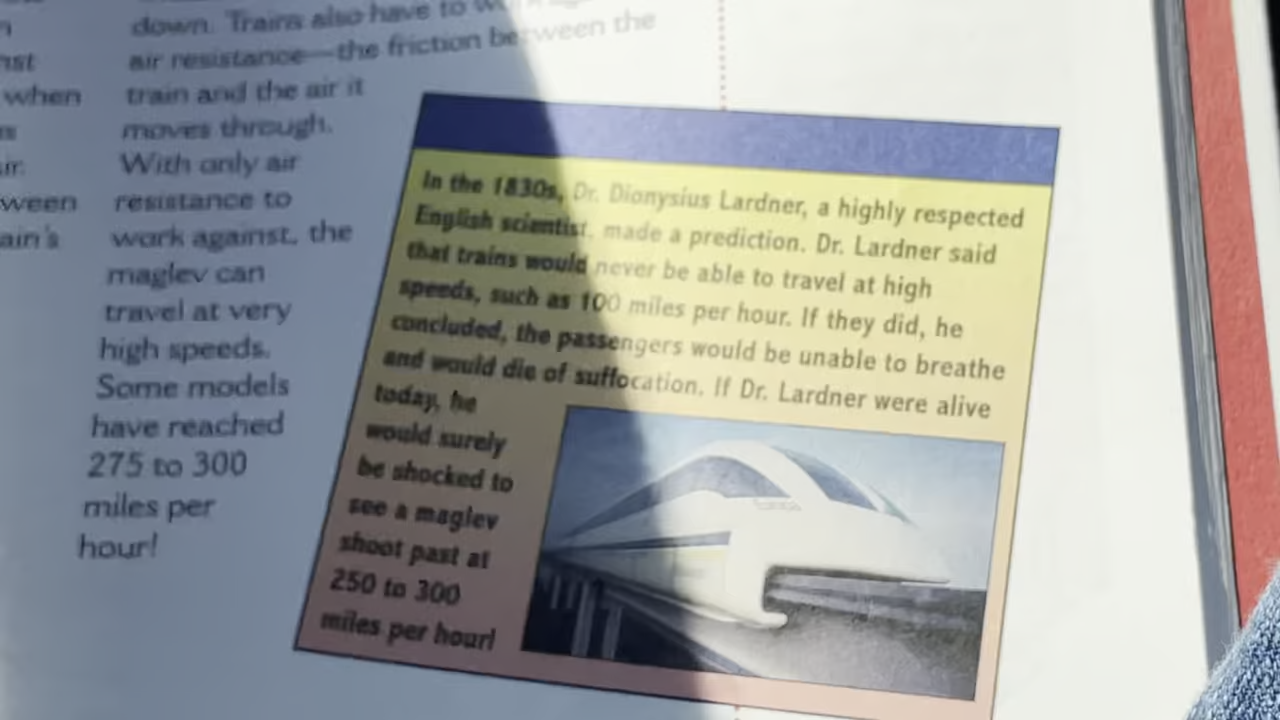 nst
when
ween
ain's
down. Trains also have to
air resistance—the friction between the
train and the air it
moves through.
With only air
resistance to
work against, the
maglev can
travel at very
high speeds.
Some models
have reached
275 to 300
miles per
hour!
In the 1830s, Dr. Dionysius Lardner, a highly respected
English scientist, made a prediction. Dr. Lardner said
that trains would never be able to travel at high
speeds, such as 100 miles per hour. If they did, he
concluded, the passengers would be unable to breathe
and would die of suffocation. If Dr. Lardner were alive
today, he
would surely
be shocked to
see a maglev
shoot past at
250 to 300
miles per hour!